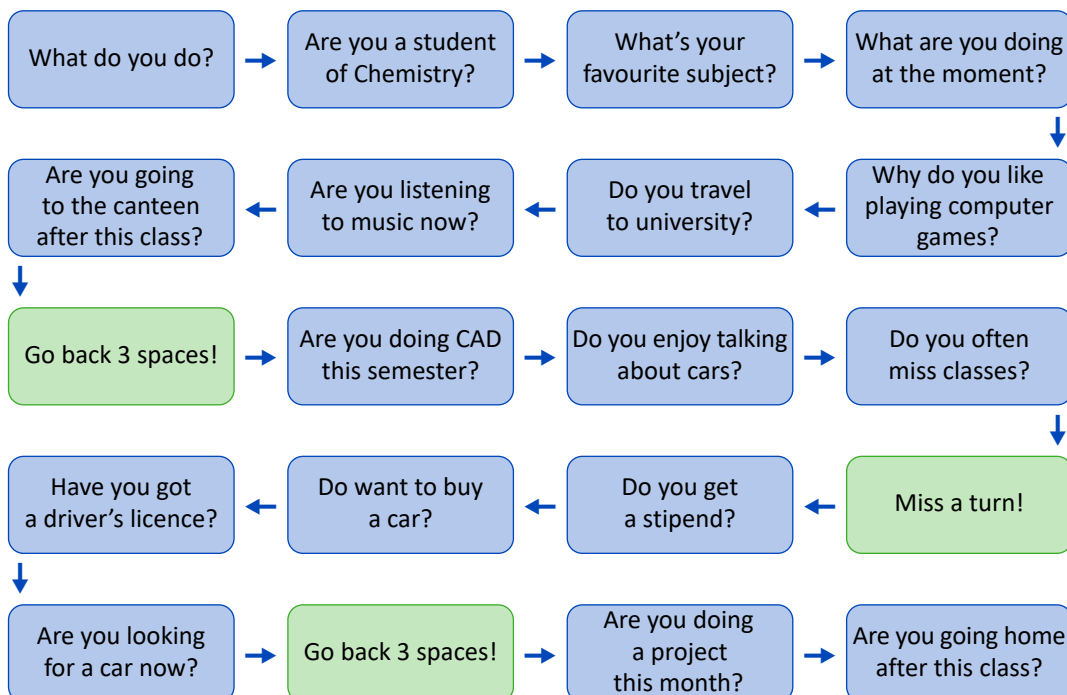 What do you do?
Are you a student
of Chemistry?
What's your
favourite subject?
What are you doing
at the moment?
Why do you like
playing computer
games?
Do you travel
to university?
Are you listening
to music now?
Are you going
to the canteen
after this class?
Go back 3 spaces!
Are you doing CAD
this semester?
Do you enjoy talking
about cars?
Do you often
miss classes?
Miss a turn!
Do you get
a stipend?
Do want to buy
a car?
Have you got
a driver's licence?
Are you looking
for a car now?
Go back 3 spaces!
Are you doing
a project
this month?
Are you going home
after this class?